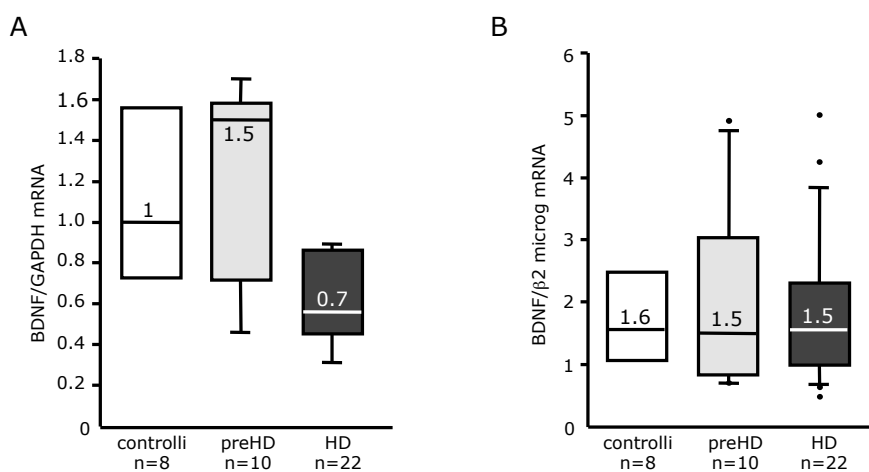 A
BDNF/GAPDH mRNA
1.8
1.6
1.4
1.2
1.0
0.8
0.6
0.4
0.2
0
1
1.5
0.7
controlli
n=8
preHD
n=10
HD
n=22
B
BDNF/β2 microg mRNA
6
5
4
3
2
1
0
1.6
1.5
1.5
controlli
n=8
preHD
n=10
HD
n=22